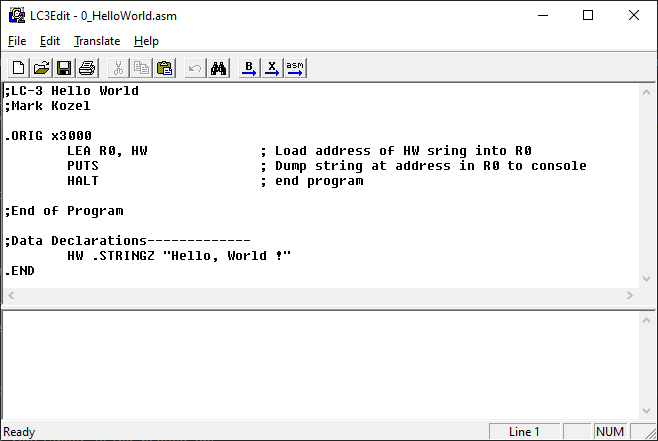 LC3Edit - 0_HelloWorld.asm
File Edit Translate Help
B X asm
;LC-3 Hello World
;Mark Kozel
.ORIG x3000
LEA R0, HW ; Load address of HW sring into R0
PUTS ; Dump string at address in R0 to console
HALT ; end program
;End of Program
;Data Declarations-------------
HW .STRINGZ "Hello, World !"
.END
Ready Line 1 NUM